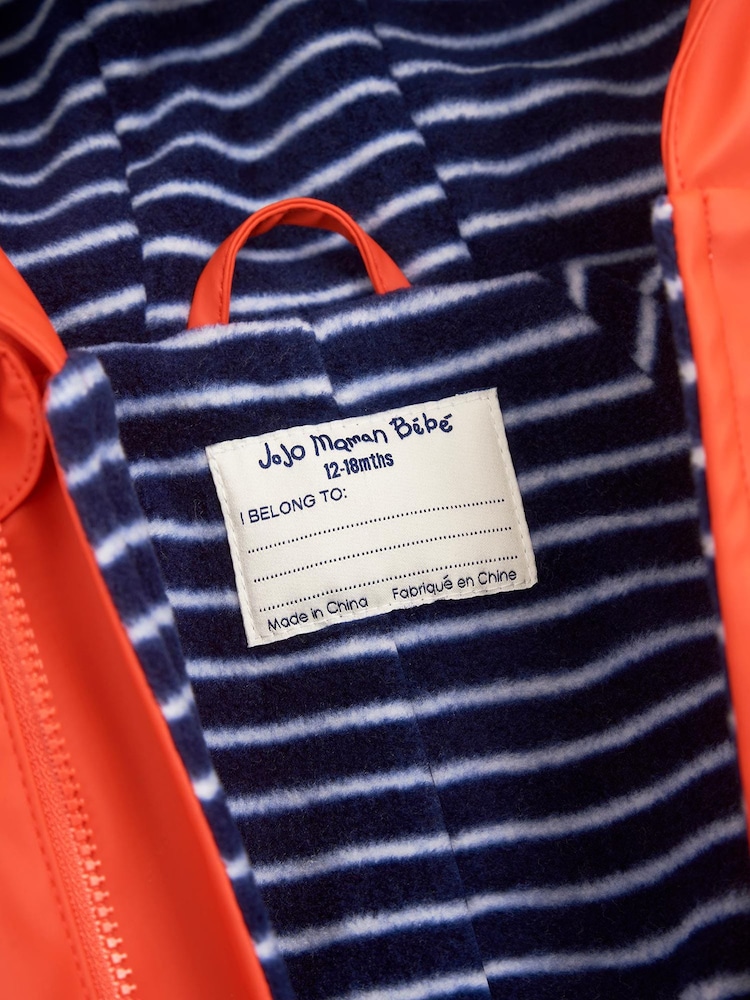 JoJo Maman Bébé
12-18mths
I BELONG TO:
Made in China Fabriqué en Chine